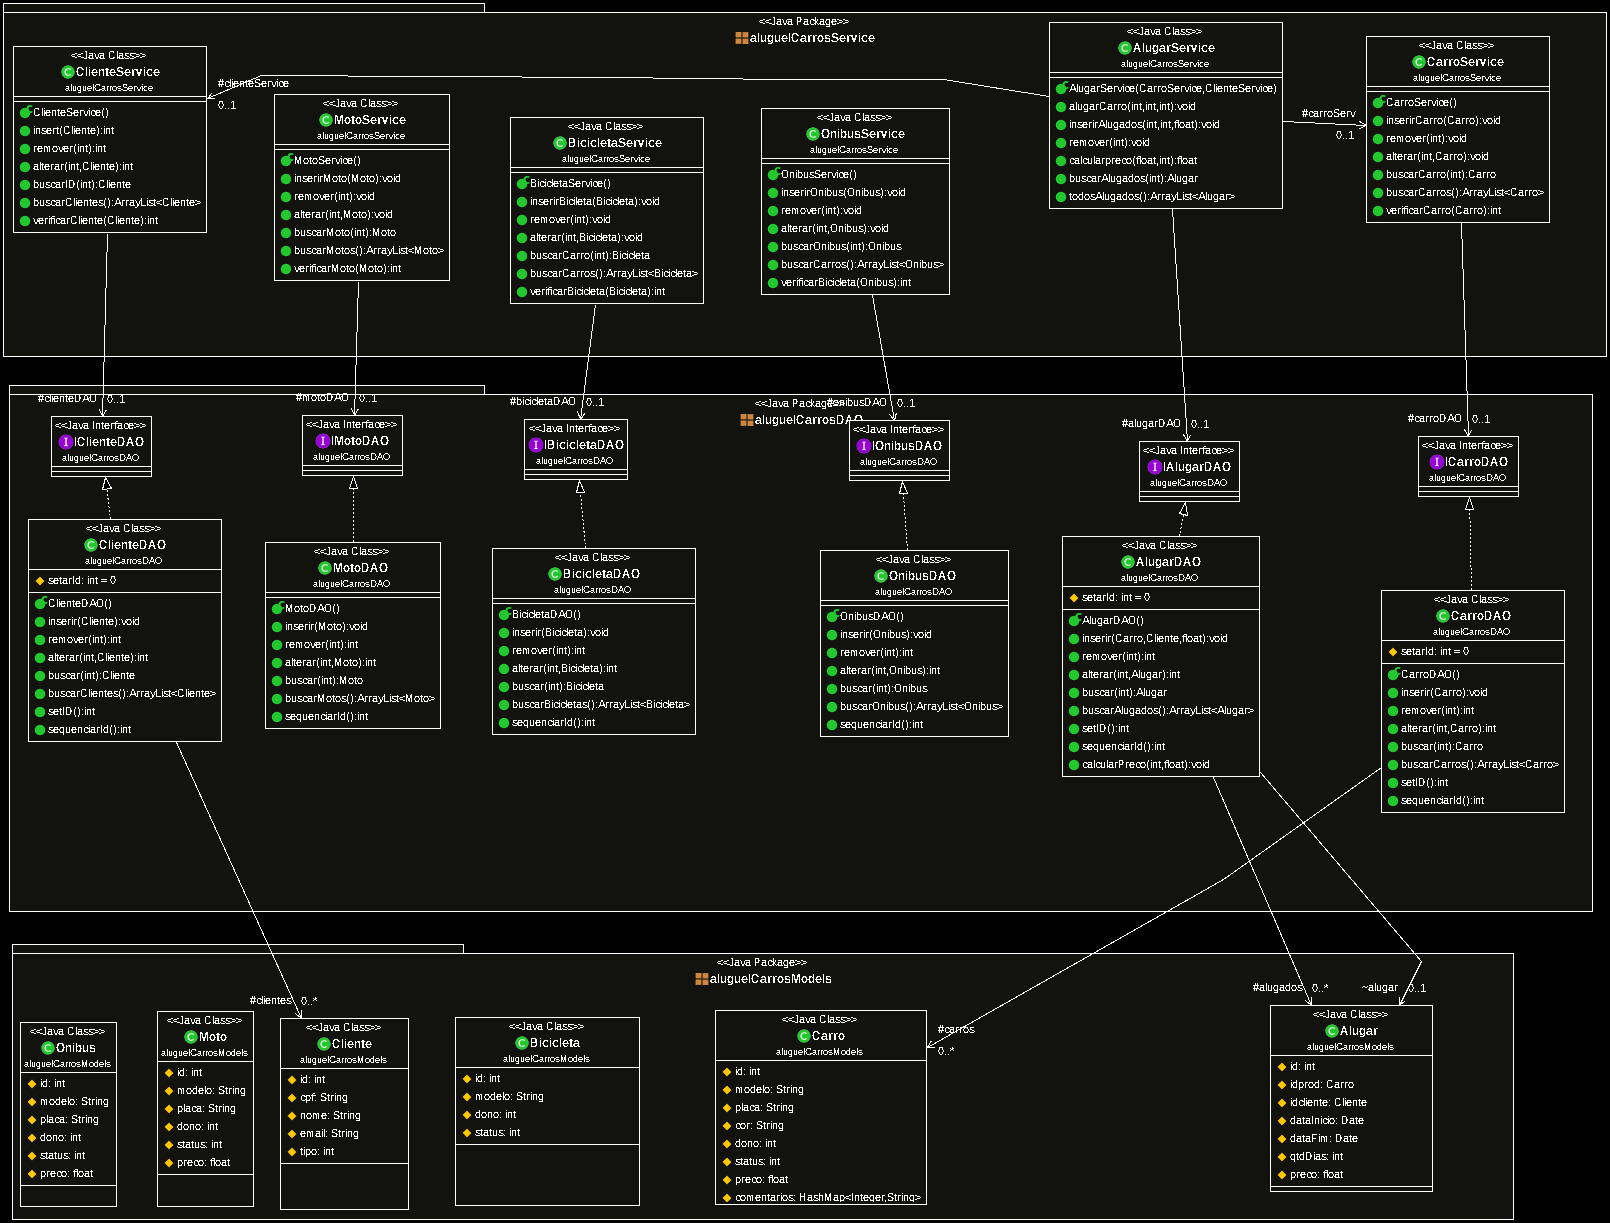 <<Java Package>>
aluguelCarrosService
<<Java Class>>
ClienteService
aluguelCarrosService
ClienteService()
insert(Cliente):int
remover(int):int
alterar(int,Cliente):int
buscarID(int):Cliente
buscarClientes():ArrayList<Cliente>
verificarCliente(Cliente):int
#clienteService
0..1
<<Java Class>>
MotoService
aluguelCarrosService
MotoService()
inserirMoto(Moto):void
remover(int):void
alterar(int,Moto):void
buscarMoto(int):Moto
buscarMotos():ArrayList<Moto>
verificarMoto(Moto):int
<<Java Class>>
BicicletaService
aluguelCarrosService
BicicletaService()
inserirBicileta(Bicicleta):void
remover(int):void
alterar(int,Bicicleta):void
buscarCarro(int):Bicicleta
buscarCarros():ArrayList<Bicicleta>
verificarBicicleta(Bicicleta):int
<<Java Class>>
OnibusService
aluguelCarrosService
OnibusService()
inserirOnibus(Onibus):void
remover(int):void
alterar(int,Onibus):void
buscarOnibus(int):Onibus
buscarCarros():ArrayList<Onibus>
verificarBicicleta(Onibus):int
<<Java Class>>
AlugarService
aluguelCarrosService
AlugarService(CarroService,ClienteService)
alugarCarro(int,int,int):void
inserirAlugados(int,int,float):void
remover(int):void
calcularpreco(float,int):float
buscarAlugados(int):Alugar
todosAlugados():ArrayList<Alugar>
#carroServ
0..1
<<Java Class>>
CarroService
aluguelCarrosService
CarroService()
inserirCarro(Carro):void
remover(int):void
alterar(int,Carro):void
buscarCarro(int):Carro
buscarCarros():ArrayList<Carro>
verificarCarro(Carro):int
<<Java Package>>
aluguelCarrosDAO
#clienteDAO 0..1
<<Java Interface>>
IClienteDAO
aluguelCarrosDAO
#motoDAO 0..1
<<Java Interface>>
IMotoDAO
aluguelCarrosDAO
#bicicletaDAO 0..1
<<Java Interface>>
IBicicletaDAO
aluguelCarrosDAO
#onibusDAO 0..1
<<Java Interface>>
IOnibusDAO
aluguelCarrosDAO
#alugarDAO 0..1
<<Java Interface>>
IAlugarDAO
aluguelCarrosDAO
#carroDAO 0..1
<<Java Interface>>
ICarroDAO
aluguelCarrosDAO
<<Java Class>>
ClienteDAO
aluguelCarrosDAO
setarId: int = 0
ClienteDAO()
inserir(Cliente):void
remover(int):int
alterar(int,Cliente):int
buscar(int):Cliente
buscarClientes():ArrayList<Cliente>
setID():int
sequenciarId():int
<<Java Class>>
MotoDAO
aluguelCarrosDAO
MotoDAO()
inserir(Moto):void
remover(int):int
alterar(int,Moto):int
buscar(int):Moto
buscarMotos():ArrayList<Moto>
sequenciarId():int
<<Java Class>>
BicicletaDAO
aluguelCarrosDAO
BicicletaDAO()
inserir(Bicicleta):void
remover(int):int
alterar(int,Bicicleta):int
buscar(int):Bicicleta
buscarBicicletas():ArrayList<Bicicleta>
sequenciarId():int
<<Java Class>>
OnibusDAO
aluguelCarrosDAO
OnibusDAO()
inserir(Onibus):void
remover(int):int
alterar(int,Onibus):int
buscar(int):Onibus
buscarOnibus():ArrayList<Onibus>
sequenciarId():int
<<Java Class>>
AlugarDAO
aluguelCarrosDAO
setarId: int = 0
AlugarDAO()
inserir(Carro,Cliente,float):void
remover(int):int
alterar(int,Alugar):int
buscar(int):Alugar
buscarAlugados():ArrayList<Alugar>
setID():int
sequenciarId():int
calcularPreco(int,float):void
<<Java Class>>
CarroDAO
aluguelCarrosDAO
setarId: int = 0
CarroDAO()
inserir(Carro):void
remover(int):int
alterar(int,Carro):int
buscar(int):Carro
buscarCarros():ArrayList<Carro>
setID():int
sequenciarId():int
<<Java Package>>
aluguelCarrosModels
#clientes 0..*
#alugados 0..*
~alugar 0..1
#carros
0..*
<<Java Class>>
Onibus
aluguelCarrosModels
id: int
modelo: String
placa: String
dono: int
status: int
preco: float
<<Java Class>>
Moto
aluguelCarrosModels
id: int
modelo: String
placa: String
dono: int
status: int
preco: float
<<Java Class>>
Cliente
aluguelCarrosModels
id: int
cpf: String
nome: String
email: String
tipo: int
<<Java Class>>
Bicicleta
aluguelCarrosModels
id: int
modelo: String
dono: int
status: int
<<Java Class>>
Carro
aluguelCarrosModels
id: int
modelo: String
placa: String
cor: String
dono: int
status: int
preco: float
comentarios: HashMap<Integer,String>
<<Java Class>>
Alugar
aluguelCarrosModels
id: int
idprod: Carro
idcliente: Cliente
dataInicio: Date
dataFim: Date
qtdDias: int
preco: float